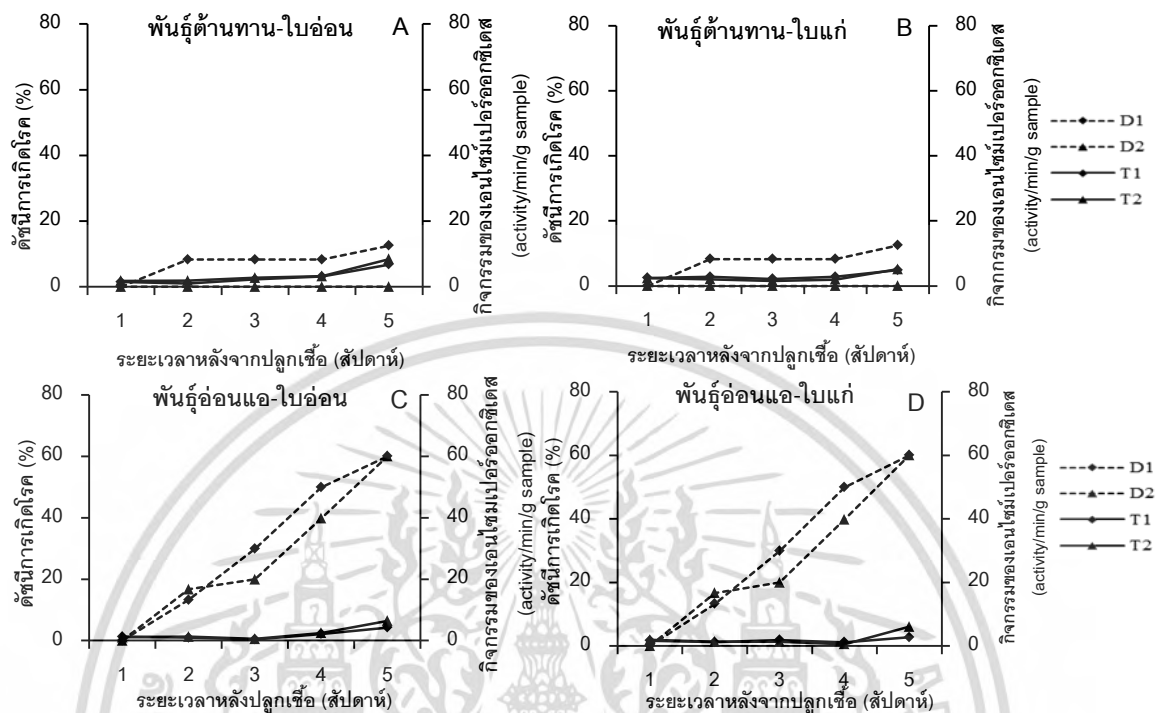 พันธุ์ต้านทาน-ใบอ่อน A
80
60
40
20
0
80
60
40
20
0
1 2 3 4 5
ดัชนีการเกิดโรค (%)
กิจกกรมของเอนไซม์เปอร์ออกซิเดส
(activity/min/g sample)
ระยะเวลาหลังจากปลูกเชื้อ (สัปดาห์)
พันธุ์ต้านทาน-ใบแก่ B
80
60
40
20
0
80
60
40
20
0
1 2 3 4 5
ดัชนีการเกิดโรค (%)
กิจกกรมของเอนไซม์เปอร์ออกซิเดส
(activity/min/g sample)
ระยะเวลาหลังจากปลูกเชื้อ (สัปดาห์)
D1
D2
T1
T2
พันธุ์อ่อนแอ-ใบอ่อน C
80
60
40
20
0
80
60
40
20
0
1 2 3 4 5
ดัชนีการเกิดโรค (%)
กิจกรรมของเอนไซมเปอร์ออกซิเดส
(activity/min/g sample)
ระยะเวลาหลังปลูกเชื้อ (สัปดาห์)
พันธุ์อ่อนแอ-ใบแก่ D
80
60
40
20
0
80
60
40
20
0
1 2 3 4 5
ดัชนีการเกิดโรค (%)
กิจกรรมของเอนไซมเปอร์ออกซิเดส
(activity/min/g sample)
ระยะเวลาหลังจากปลูกเชื้อ (สัปดาห์)
D1
D2
T1
T2